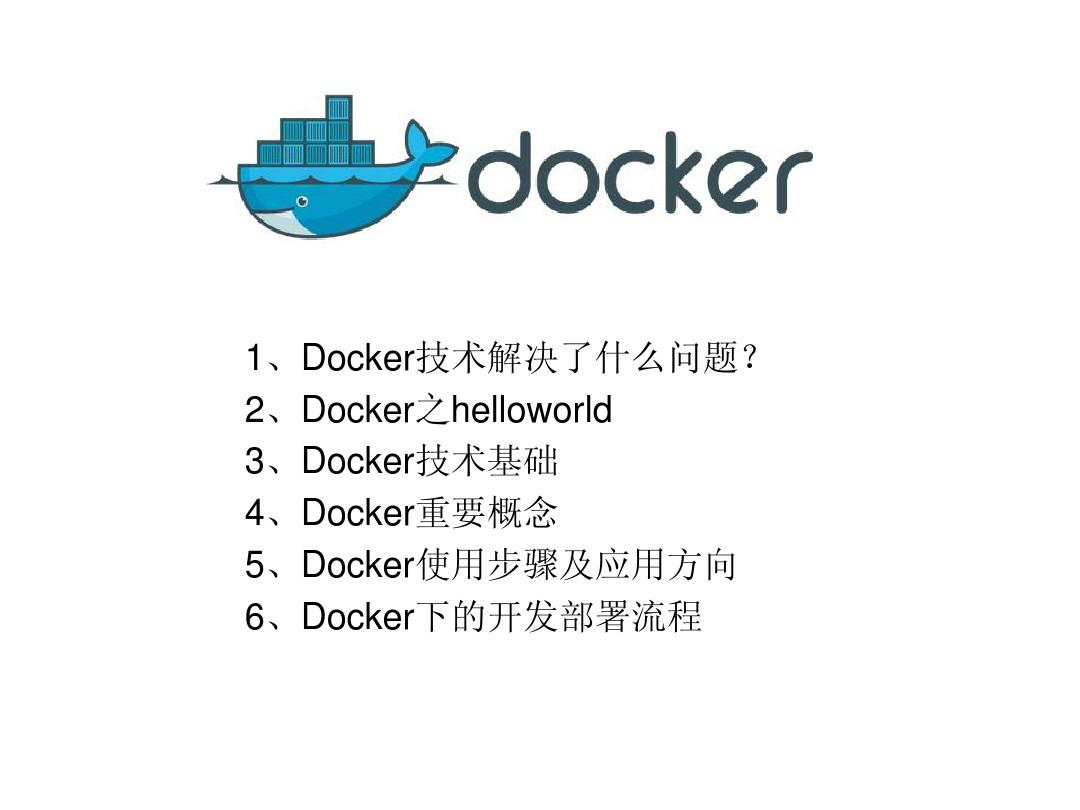 docker
1、Docker技术解决了什么问题？
2、Docker之helloworld
3、Docker技术基础
4、Docker重要概念
5、Docker使用步骤及应用方向
6、Docker下的开发部署流程